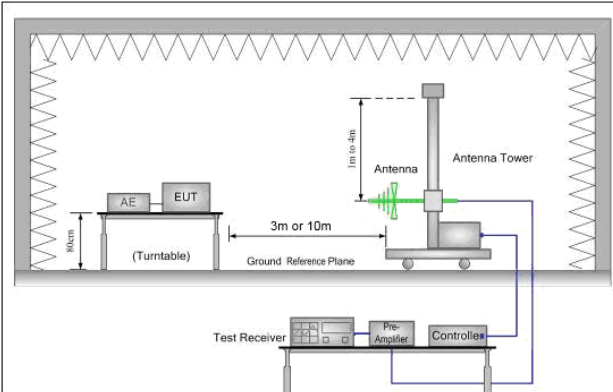 1m to 4m
Antenna
Antenna Tower
AE
EUT
80cm
(Turntable)
3m or 10m
Ground Reference Plane
Test Receiver
Pre-
Amplifier
Controlle